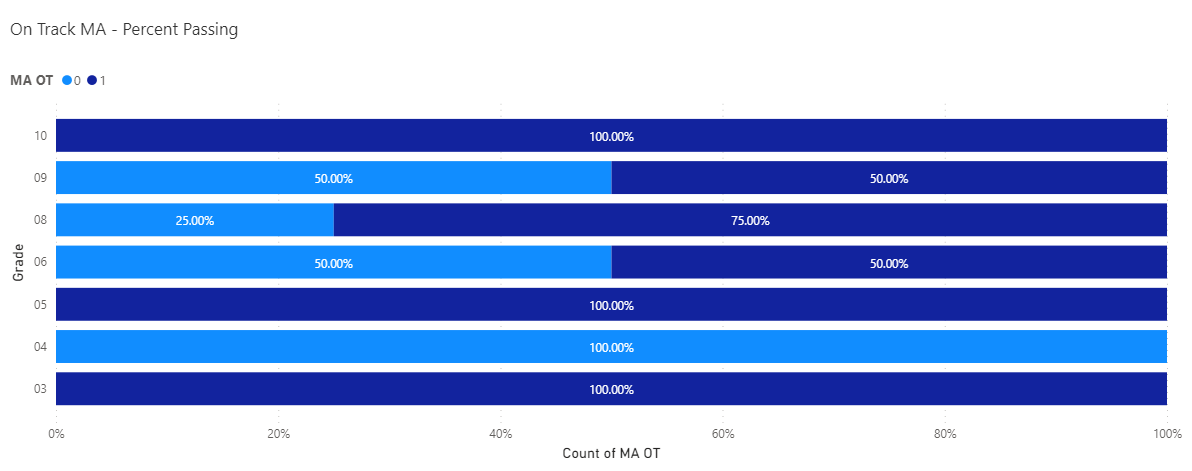 On Track MA - Percent Passing
MA OT 0 1
10 100.00%
09 50.00% 50.00%
08 25.00% 75.00%
06 50.00% 50.00%
05 100.00%
04 100.00%
03 100.00%
Grade
0% 20% 40% 60% 80% 100%
Count of MA OT